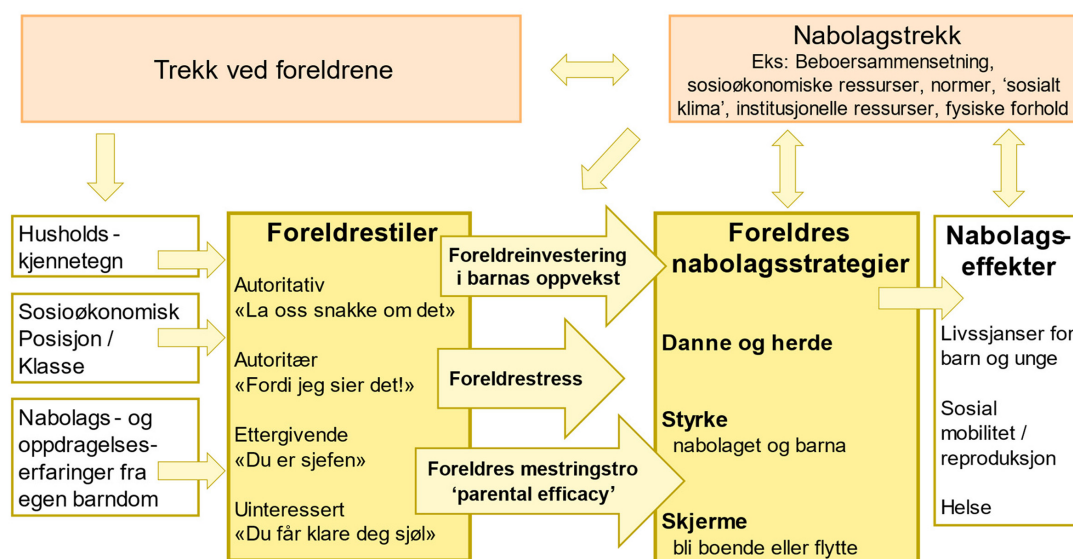 Trekk ved foreldrene
Nabolagstrekk
Eks: Beboersammensetning,
sosioøkonomiske ressurser, normer, ‘sosialt
klima’, institusjonelle ressurser, fysiske forhold
Husholds-
kjennetegn
Sosioøkonomisk
Posisjon /
Klasse
Nabolags- og
oppdragelses-
erfaringer fra
egen barndom
Foreldrestiler
Autoritativ
«La oss snakke om det»
Autoritær
«Fordi jeg sier det!»
Ettergivende
«Du er sjefen»
Uinteressert
«Du får klare deg sjøl»
Foreldreinvestering
i barnas oppvekst
Foreldrestress
Foreldres mestringstro
‘parental efficacy’
Foreldres
nabolagsstrategier
Danne og herde
Styrke
nabolaget og barna
Skjerme
bli boende eller flytte
Nabolags-
effekter
Livssjanser for
barn og unge
Sosial
mobilitet /
reproduksjon
Helse